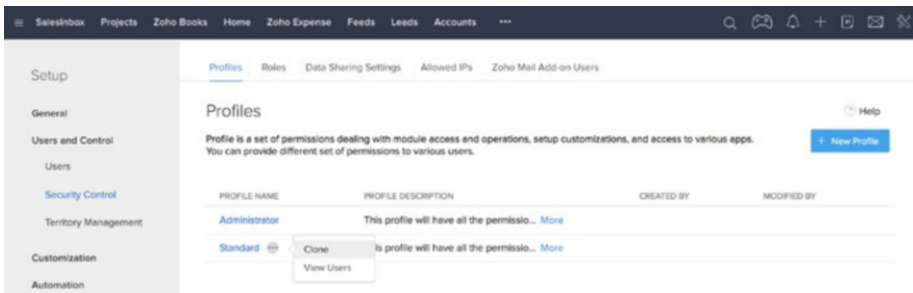 SalesInbox Projects Zoho Books Home Zoho Expense Feeds Leads Accounts •••
Setup
General
Users and Control
Users
Security Control
Territory Management
Customization
Automation
Profiles Roles Data Sharing Settings Allowed IPs Zoho Mail Add-on Users
Profiles
? Help
Profile is a set of permissions dealing with module access and operations, setup customizations, and access to various apps.
You can provide different set of permissions to various users.
+ New Profile
PROFILE NAME PROFILE DESCRIPTION CREATED BY MODIFIED BY
Administrator This profile will have all the permissio... More
Standard ••• is profile will have all the permissio... More
Clone
View Users